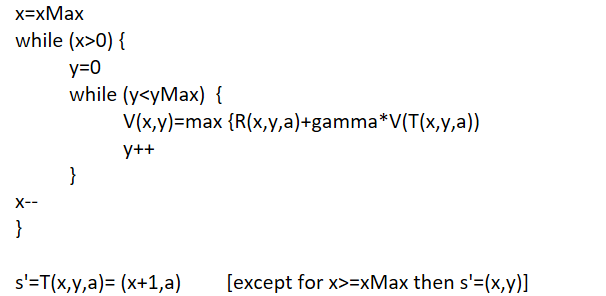 x=xMax
while (x>0) {
y=0
while (y<yMax) {
V(x,y)=max {R(x,y,a)+gamma*V(T(x,y,a))
y++
}
x--
}
s'=T(x,y,a)= (x+1,a) [except for x>=xMax then s'=(x,y)]